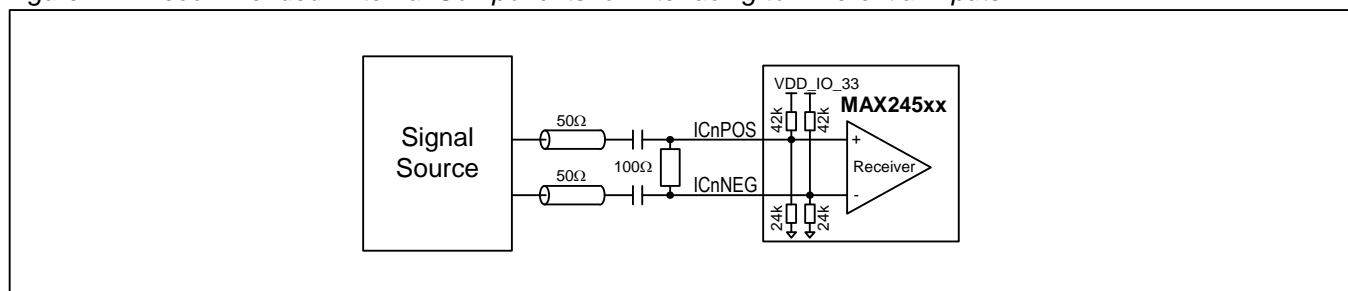 VDD_IO_33
MAX245xx
50Ω
ICnPOS
42k
42k
Signal
Source
+
100Ω
Receiver
50Ω
ICnNEG
-
24k
24k